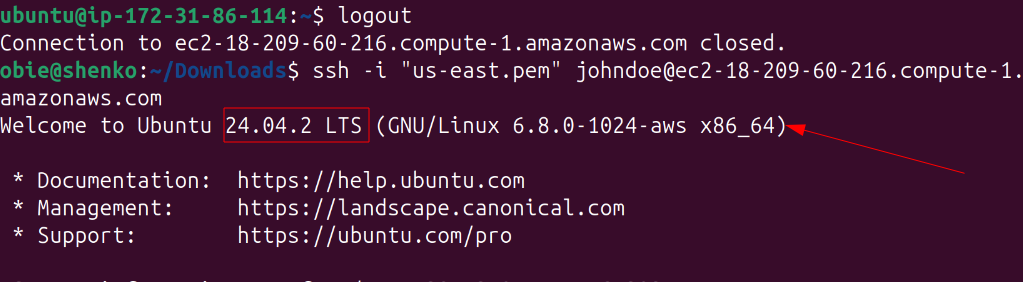 ubuntu@ip-172-31-86-114:~$ logout
Connection to ec2-18-209-60-216.compute-1.amazonaws.com closed.
obie@shenko:~/Downloads$ ssh -i "us-east.pem" johndoe@ec2-18-209-60-216.compute-1.
amazonaws.com
Welcome to Ubuntu 24.04.2 LTS (GNU/Linux 6.8.0-1024-aws x86_64)
* Documentation: https://help.ubuntu.com
* Management: https://landscape.canonical.com
* Support: https://ubuntu.com/pro